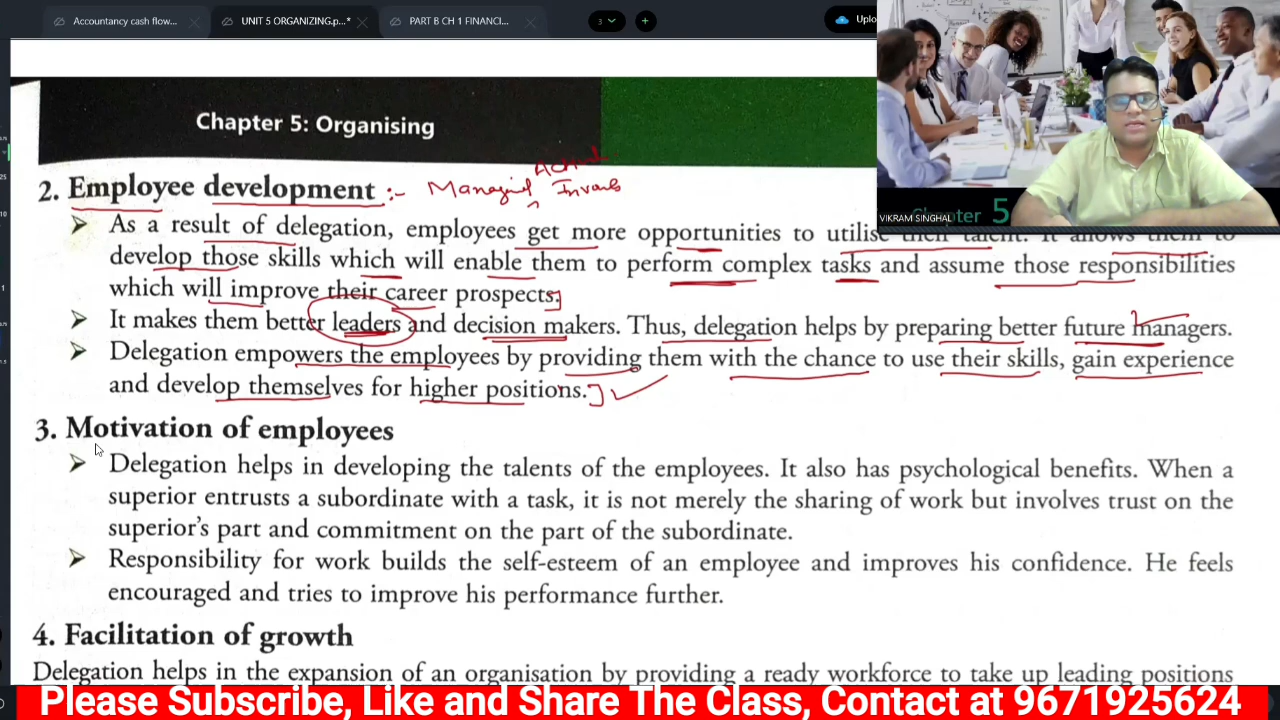 Accountancy cash flow...
UNIT 5 ORGANIZING.p...*
PART B CH 1 FINANCI...
3
Chapter 5: Organising
VIKRAM SINGHAL
5
2. Employee development :-
As a result of delegation, employees get more opportunities to utilise their talent. It allows them to
develop those skills which will enable them to perform complex tasks and assume those responsibilities
which will improve their career prospects.
It makes them better leaders and decision makers. Thus, delegation helps by preparing better future managers.
Delegation empowers the employees by providing them with the chance to use their skills, gain experience
and develop themselves for higher positions.
3. Motivation of employees
Delegation helps in developing the talents of the employees. It also has psychological benefits. When a
superior entrusts a subordinate with a task, it is not merely the sharing of work but involves trust on the
superior's part and commitment on the part of the subordinate.
Responsibility for work builds the self-esteem of an employee and improves his confidence. He feels
encouraged and tries to improve his performance further.
4. Facilitation of growth
Delegation helps in the expansion of an organisation by providing a ready workforce to take up leading positions
Please Subscribe, Like and Share The Class, Contact at 9671925624